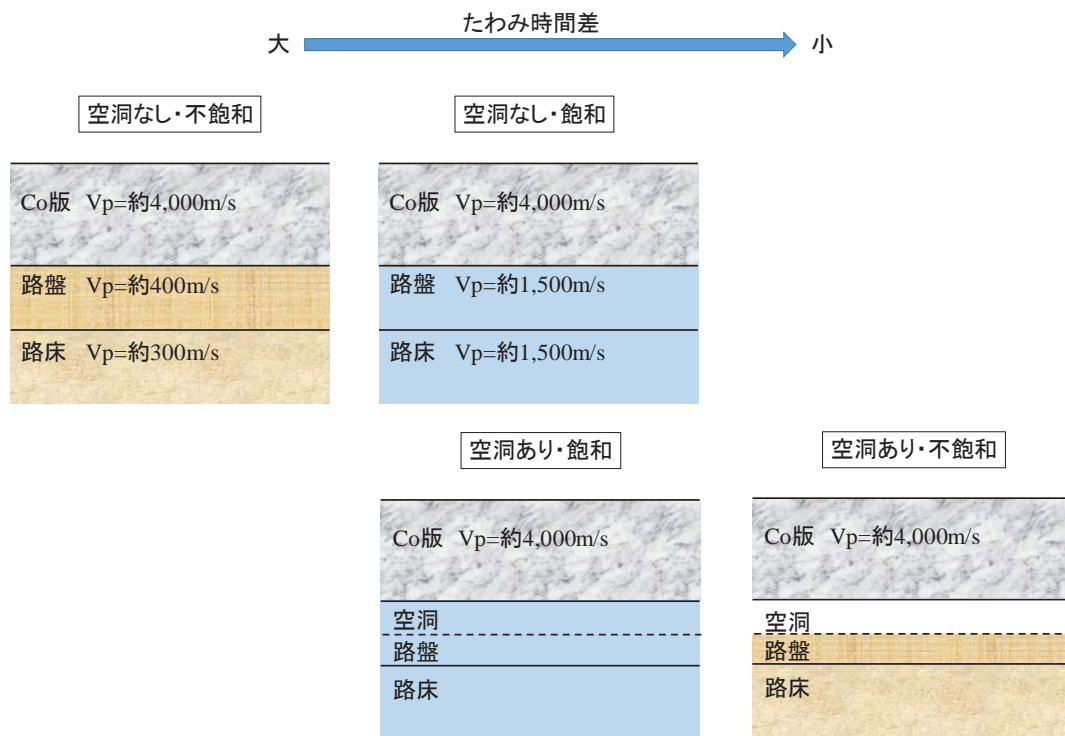 たわみ時間差
大 小
空洞なし・不飽和
空洞なし・飽和
Co版 Vp=約4,000m/s
路盤 Vp=約400m/s
路床 Vp=約300m/s
Co版 Vp=約4,000m/s
路盤 Vp=約1,500m/s
路床 Vp=約1,500m/s
空洞あり・飽和
空洞あり・不飽和
Co版 Vp=約4,000m/s
空洞
路盤
路床
Co版 Vp=約4,000m/s
空洞
路盤
路床